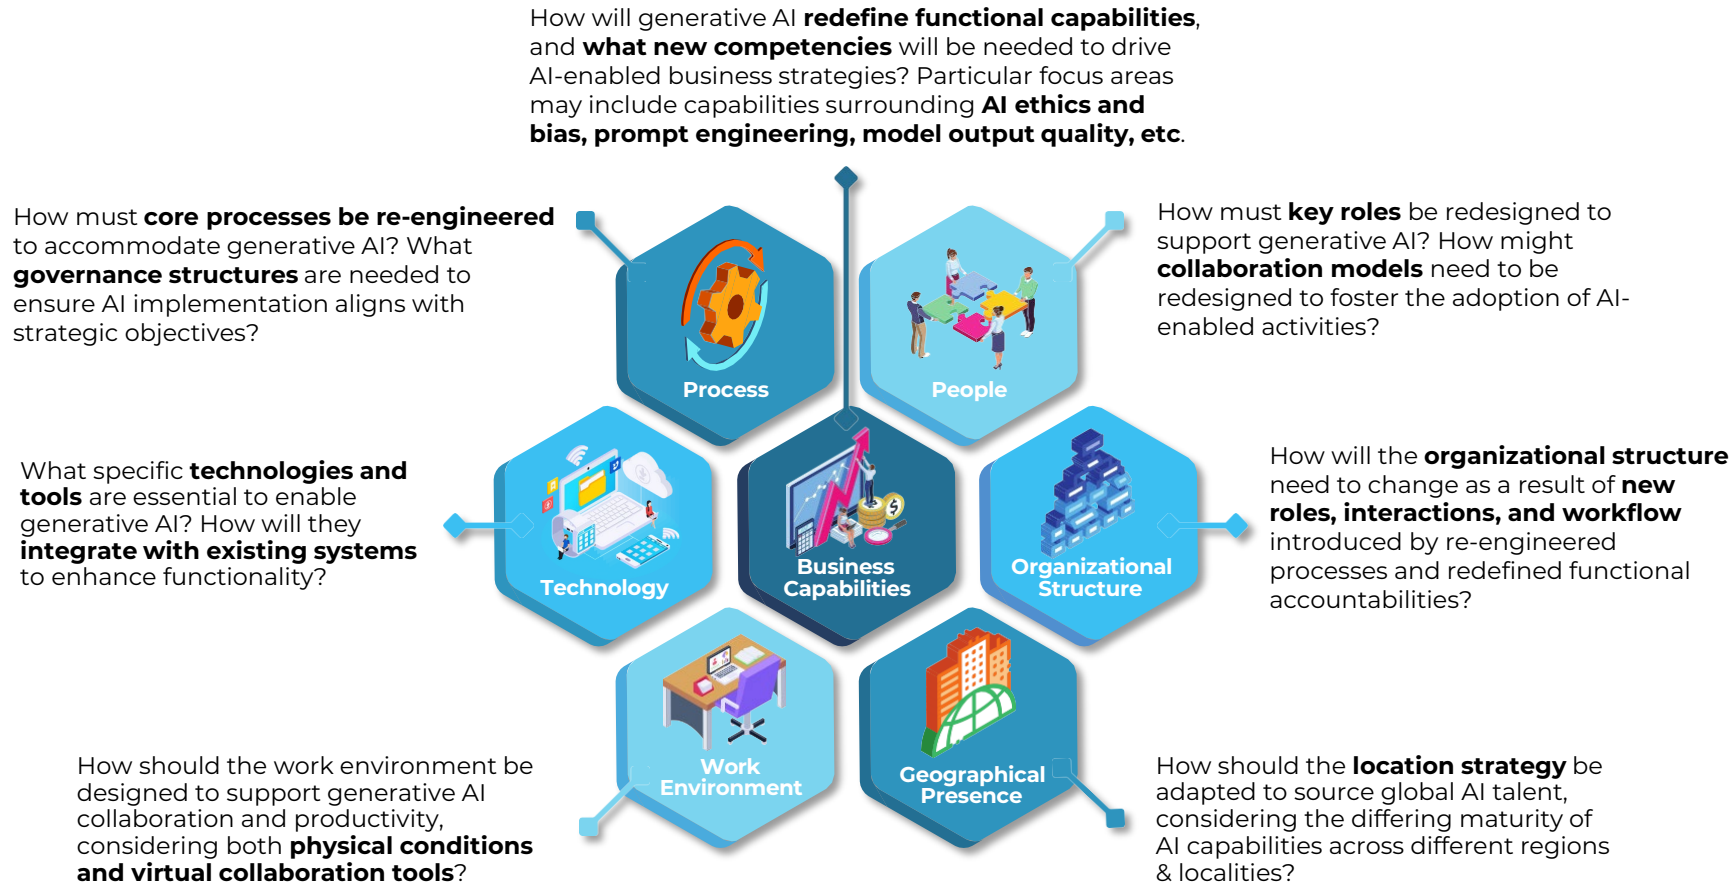 How will generative AI redefine functional capabilities,
and what new competencies will be needed to drive
AI-enabled business strategies? Particular focus areas
may include capabilities surrounding AI ethics and
bias, prompt engineering, model output quality, etc.
How must core processes be re-engineered
to accommodate generative AI? What
governance structures are needed to
ensure AI implementation aligns with
strategic objectives?
Process
People
How must key roles be redesigned to
support generative AI? How might
collaboration models need to be
redesigned to foster the adoption of AI-
enabled activities?
What specific technologies and
tools are essential to enable
generative AI? How will they
integrate with existing systems
to enhance functionality?
Technology
Business
Capabilities
Organizational
Structure
How will the organizational structure
need to change as a result of new
roles, interactions, and workflow
introduced by re-engineered
processes and redefined functional
accountabilities?
How should the work environment be
designed to support generative AI
collaboration and productivity,
considering both physical conditions
and virtual collaboration tools?
Work
Environment
Geographical
Presence
How should the location strategy be
adapted to source global AI talent,
considering the differing maturity of
AI capabilities across different regions
& localities?